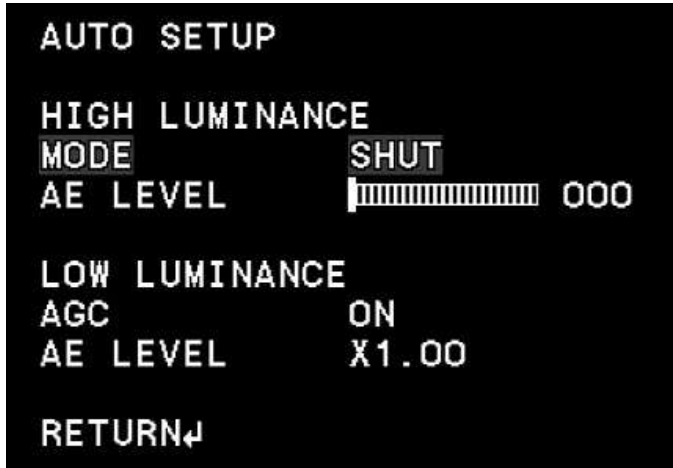 AUTO SETUP
HIGH LUMINANCE
MODE SHUT
AE LEVEL 000
LOW LUMINANCE
AGC ON
AE LEVEL X1.00
RETURN↲